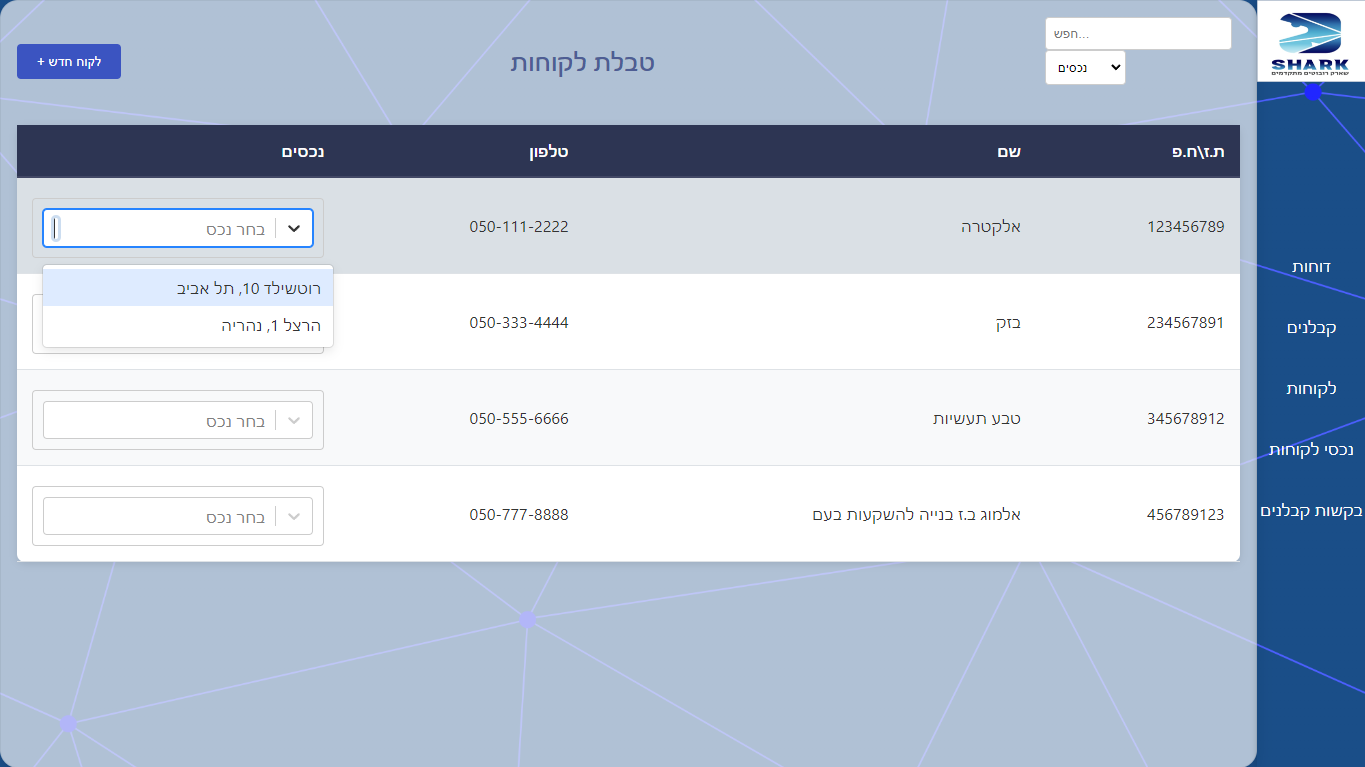 SHARK
שארק רובוטים מתקדמים
חפש...
נכסים
טבלת לקוחות
לקוח חדש +
ת.ז\ח.פ שם טלפון נכסים
123456789 אלקטרה 050-111-2222 בחר נכס
רוטשילד 10, תל אביב
הרצל 1, נהריה
234567891 בזק 050-333-4444
345678912 טבע תעשיות 050-555-6666 בחר נכס
456789123 אלמוג ב.ז בנייה להשקעות בעם 050-777-8888 בחר נכס
דוחות
קבלנים
לקוחות
נכסי לקוחות
בקשות קבלנים